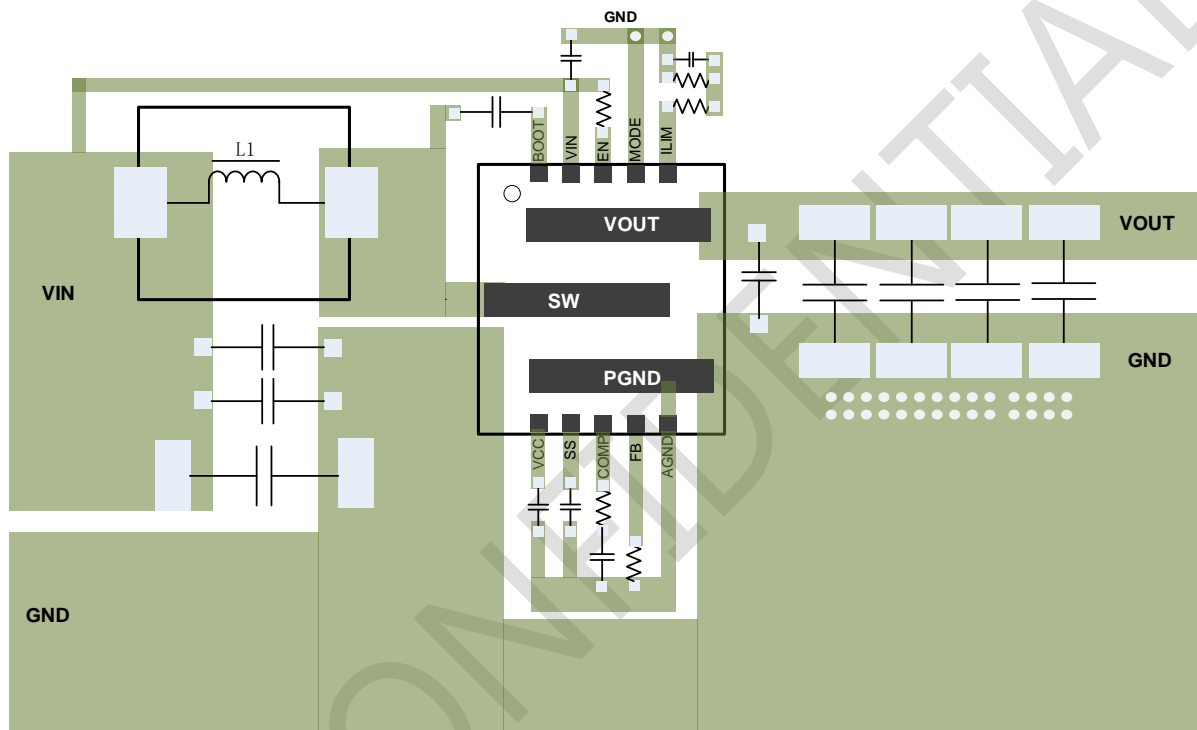 GND
BOOT
VIN
EN
MODE
ILIM
L1
VOUT
VOUT
VIN
SW
PGND
GND
VCC
SS
COMP
FB
AGND
GND
ONFIDENTIAL